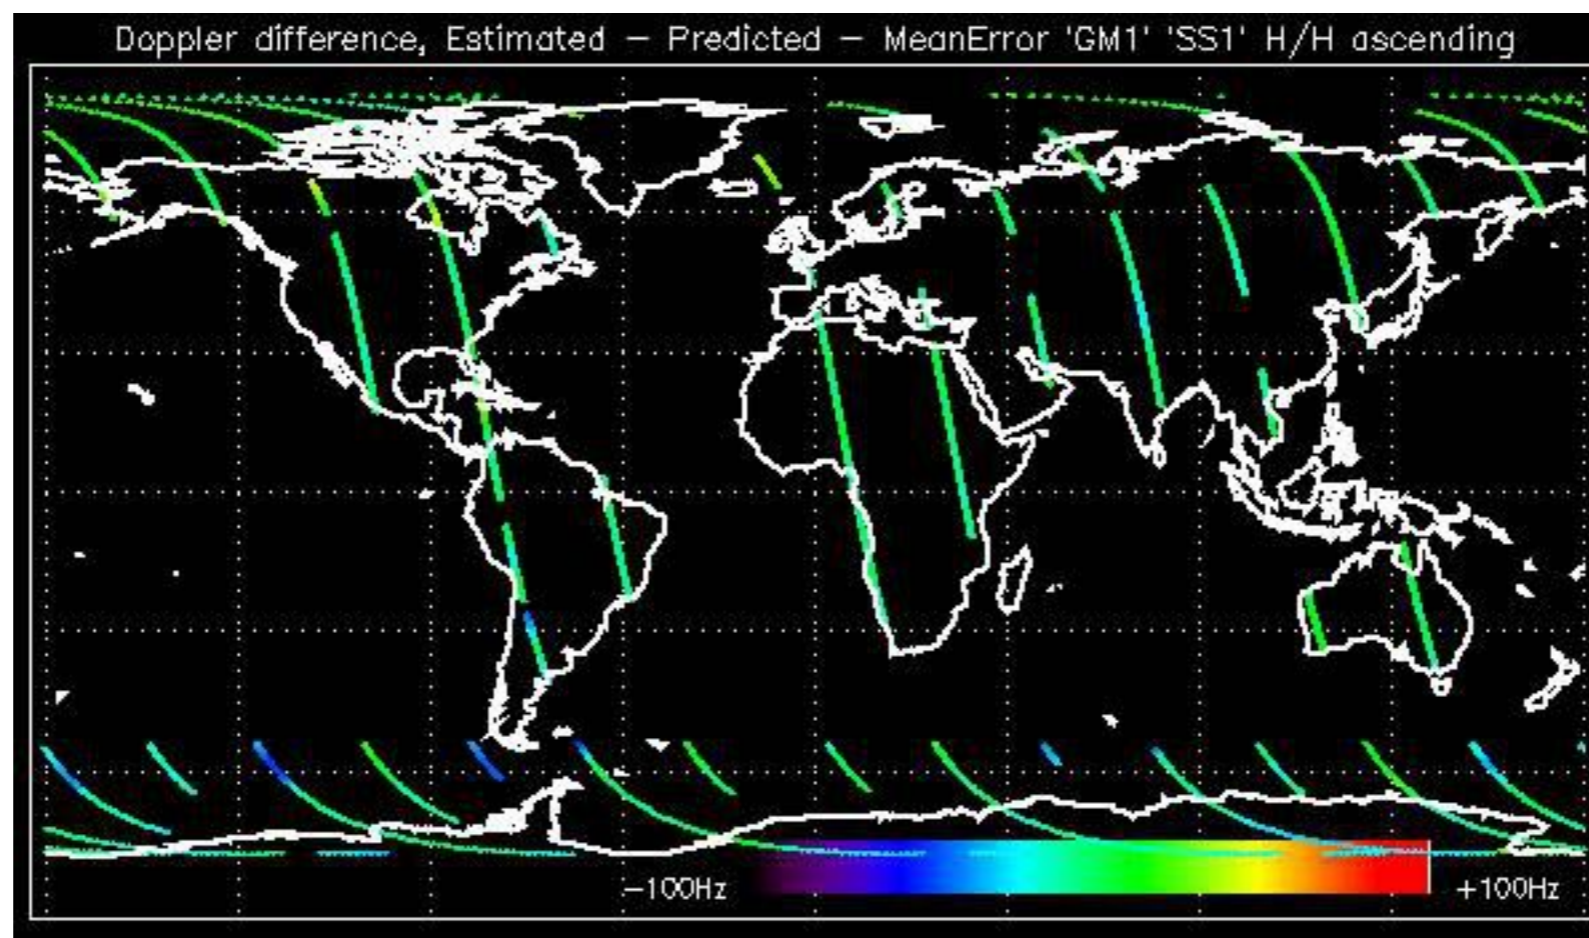 Doppler difference, Estimated − Predicted − MeanError 'GM1' 'SS1' H/H ascending
−100Hz +100Hz